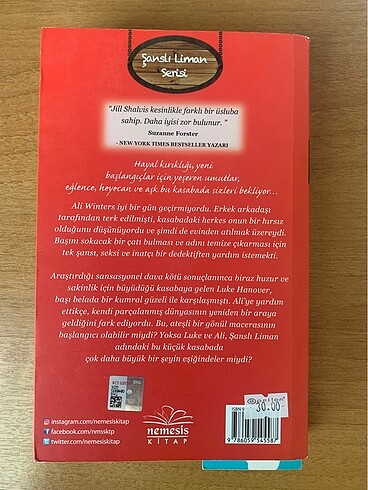 Şanslı Liman
Serisi
"Jill Shalvis kesinlikle farklı bir üsluba
sahip. Daha iyisi zor bulunur. "
Suzanne Forster
- NEW YORK TIMES BESTSELLER YAZARI
Hayal kırıklığı, yeni
başlangıçlar için yeşeren umutlar,
eğlence, heyecan ve aşk bu kasabada sizleri bekliyor...
Ali Winters iyi bir gün geçirmiyordu. Erkek arkadaşı
tarafından terk edilmişti, kasabadaki herkes onun bir hırsız
olduğunu düşünüyordu ve şimdi de evinden atılmak üzereydi.
Başını sokacak bir çatı bulması ve adını temize çıkarması için
tek şansı, seksi ve inatçı bir dedektiften yardım istemekti.
Araştırdığı sansasyonel dava kötü sonuçlanınca biraz huzur ve
sakinlik için büyüdüğü kasabaya gelen Luke Hanover,
başı belada bir kumral güzeli ile karşılaşmıştı. Ali'ye yardım
ettikçe, kendi parçalanmış dünyasının yeniden bir araya
geldiğini fark ediyordu. Bu, ateşli bir gönül macerasının
başlangıcı olabilir miydi? Yoksa Luke ve Ali, Şanslı Liman
adındaki bu küçük kasabada
çok daha büyük bir şeyin eşiğindeler miydi?
instagram.com/nemesiskitap
facebook.com/nmssktp
twitter.com/nemesiskitap
nemesis
KİTAP
ISBN
30.00
9 786059 545587